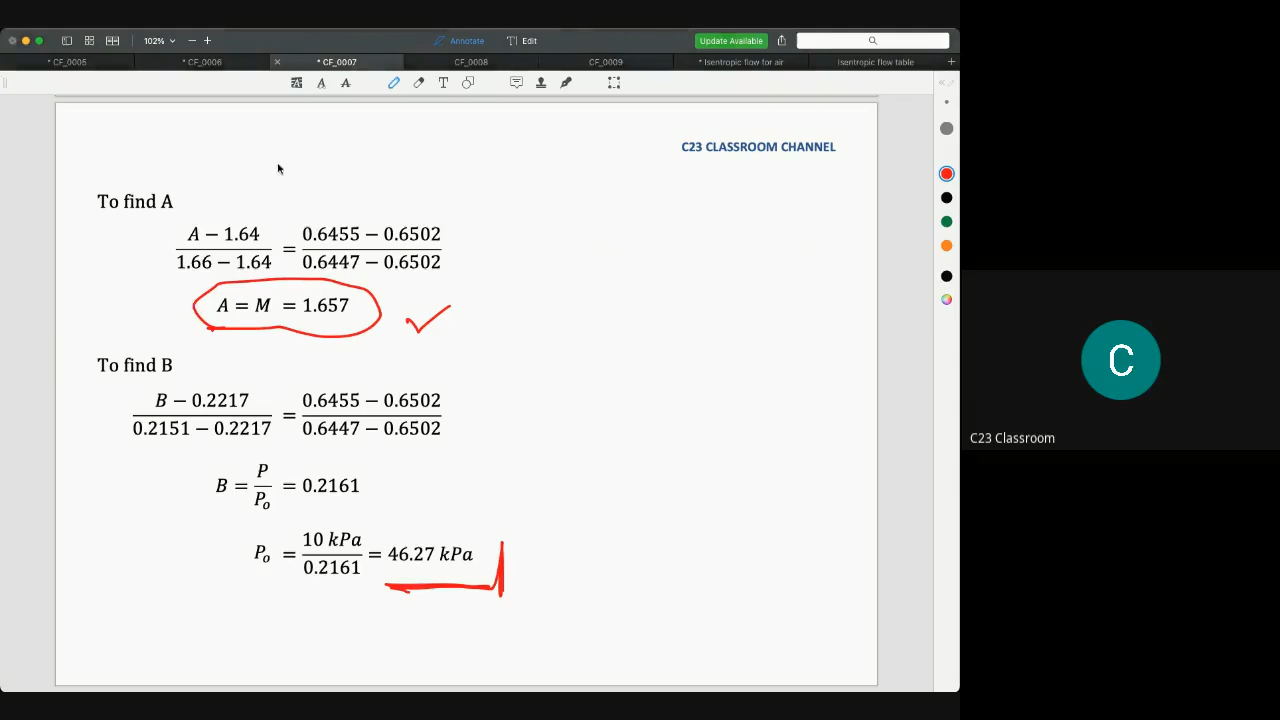 102%
Annotate
Edit
Update Available
* CF_0005
* CF_0006
* CF_0007
CF_0008
CF_0009
* Isentropic flow for air
Isentropic flow table
C23 CLASSROOM CHANNEL
To find A
A − 1.64 / 1.66 − 1.64 = 0.6455 − 0.6502 / 0.6447 − 0.6502
A = M = 1.657
To find B
B − 0.2217 / 0.2151 − 0.2217 = 0.6455 − 0.6502 / 0.6447 − 0.6502
B = P / Po = 0.2161
Po = 10 kPa / 0.2161 = 46.27 kPa
C
C23 Classroom